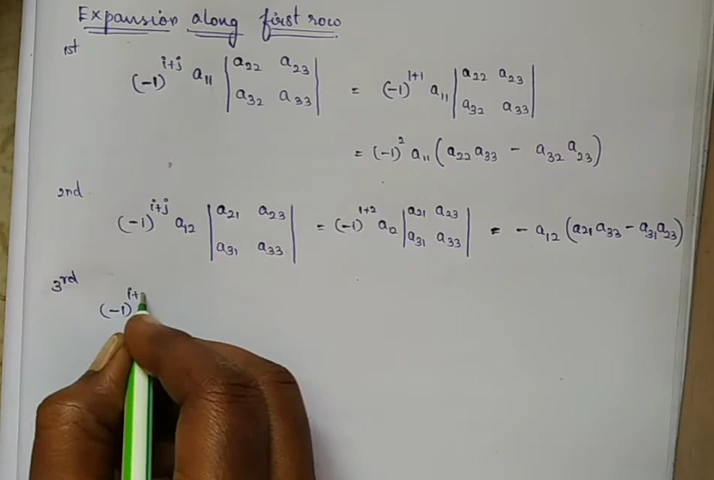 Expansion along first row
1st
(-1)^{i+j} a₁₁ |a₂₂ a₂₃; a₃₂ a₃₃| = (-1)^{1+1} a₁₁ |a₂₂ a₂₃; a₃₂ a₃₃|
= (-1)² a₁₁ (a₂₂ a₃₃ - a₃₂ a₂₃)
2nd
(-1)^{i+j} a₁₂ |a₂₁ a₂₃; a₃₁ a₃₃| = (-1)^{1+2} a₁₂ |a₂₁ a₂₃; a₃₁ a₃₃| = - a₁₂ (a₂₁ a₃₃ - a₃₁ a₂₃)
3rd
(-1)^{i+